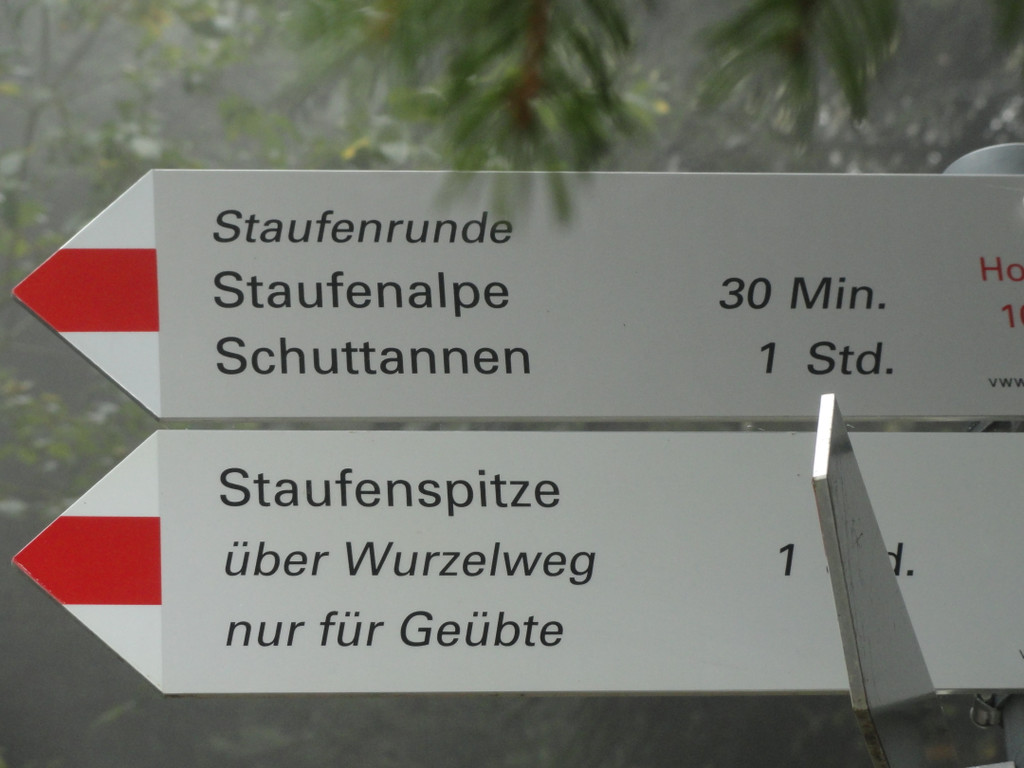 Staufenrunde
Staufenalpe 30 Min.
Schuttannen 1 Std.
Staufenspitze
über Wurzelweg 1
nur für Geübte